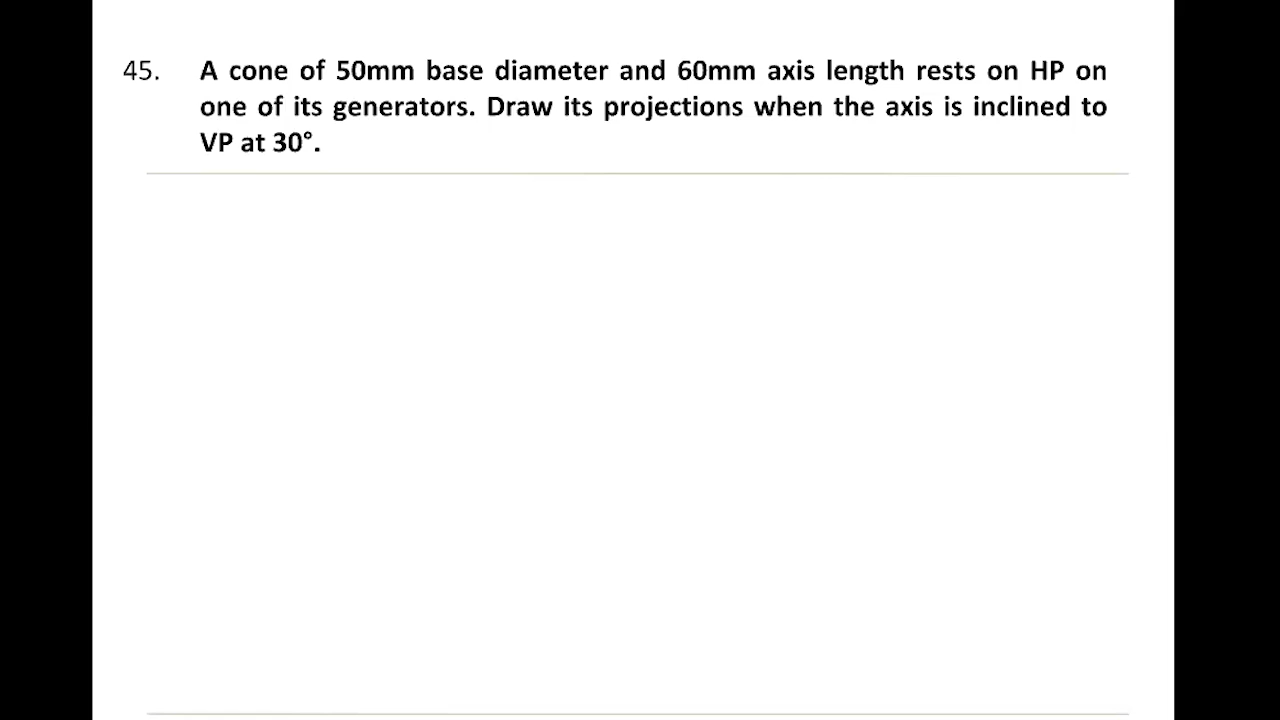 45. A cone of 50mm base diameter and 60mm axis length rests on HP on
one of its generators. Draw its projections when the axis is inclined to
VP at 30°.